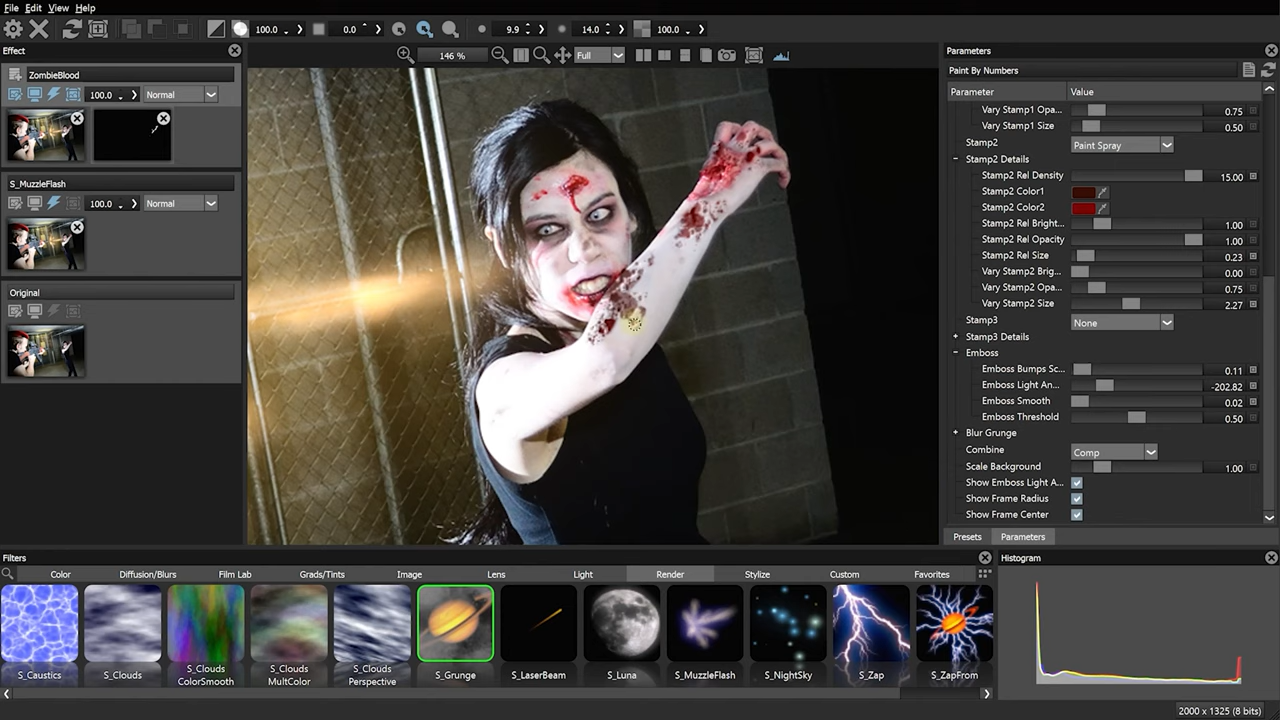 File Edit View Help
100.0 0.0 9.9 14.0 100.0
Effect
ZombieBlood
100.0 Normal
S_MuzzleFlash
100.0 Normal
Original
146 % Full
Parameters
Paint By Numbers
Parameter Value
Vary Stamp1 Opa... 0.75
Vary Stamp1 Size 0.50
Stamp2 Paint Spray
Stamp2 Details
Stamp2 Rel Density 15.00
Stamp2 Color1
Stamp2 Color2
Stamp2 Rel Bright... 1.00
Stamp2 Rel Opacity 1.00
Stamp2 Rel Size 0.23
Vary Stamp2 Brig... 0.00
Vary Stamp2 Opa... 0.75
Vary Stamp2 Size 2.27
Stamp3 None
Stamp3 Details
Emboss
Emboss Bumps Sc... 0.11
Emboss Light An... -202.82
Emboss Smooth 0.02
Emboss Threshold 0.50
Blur Grunge
Combine Comp
Scale Background 1.00
Show Emboss Light A...
Show Frame Radius
Show Frame Center
Presets Parameters
Filters
Color Diffusion/Blurs Film Lab Grads/Tints Image Lens Light Render Stylize Custom Favorites
S_Caustics S_Clouds S_Clouds ColorSmooth S_Clouds MultColor S_Clouds Perspective S_Grunge S_LaserBeam S_Luna S_MuzzleFlash S_NightSky S_Zap S_ZapFrom
Histogram
2000 x 1325 (8 bits)